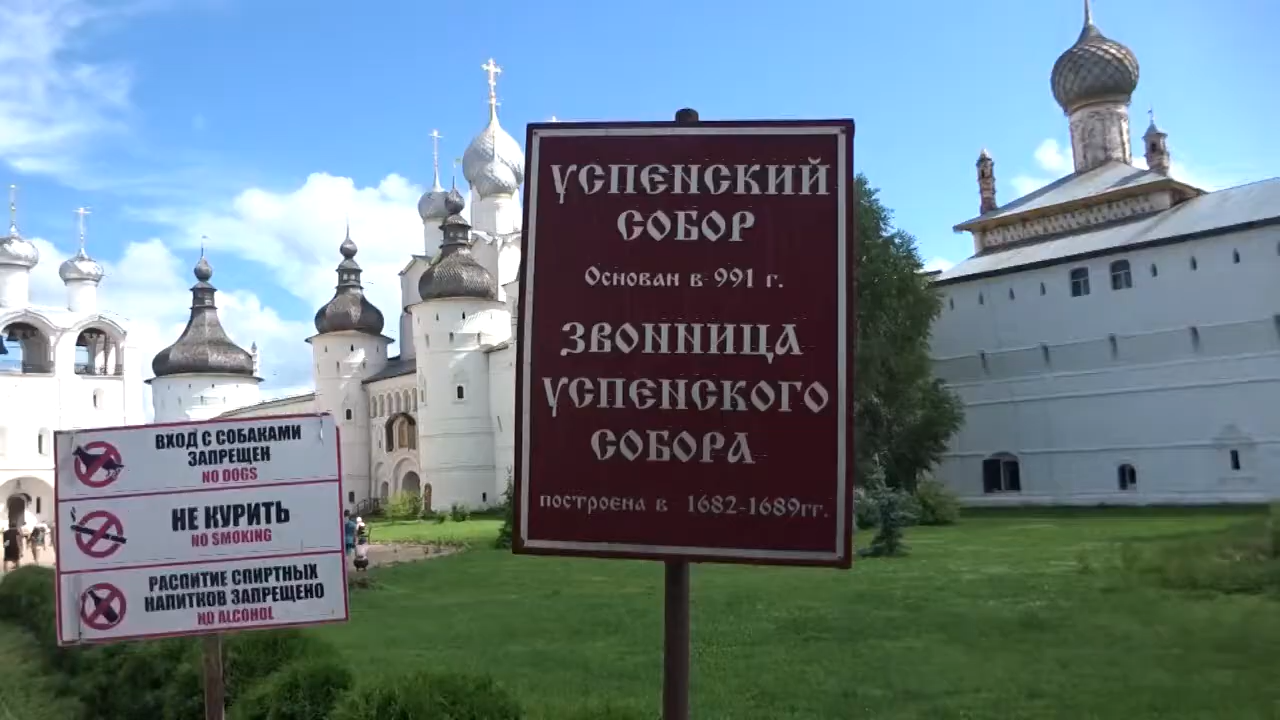 УСПЕНСКИЙ
СОБОР
Основан в 991 г.
ЗВОННИЦА
УСПЕНСКОГО
СОБОРА
построена в 1682-1689гг.
ВХОД С СОБАКАМИ
ЗАПРЕЩЕН
NO DOGS
НЕ КУРИТЬ
NO SMOKING
РАСПИТИЕ СПИРТНЫХ
НАПИТКОВ ЗАПРЕЩЕНО
NO ALCOHOL